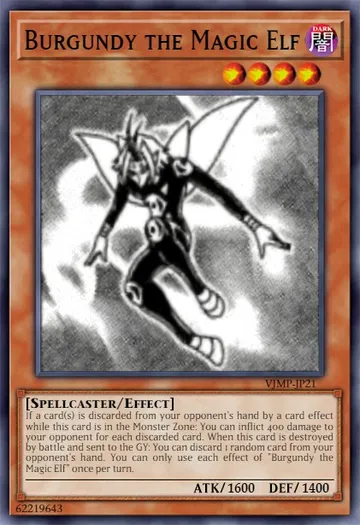 BURGUNDY THE MAGIC ELF
DARK
闇
VJMP-JP21
[SPELLCASTER/EFFECT]
If a card(s) is discarded from your opponent's hand by a card effect
while this card is in the Monster Zone: You can inflict 400 damage to
your opponent for each discarded card. When this card is destroyed
by battle and sent to the GY: You can discard 1 random card from your
opponent's hand. You can only use each effect of "Burgundy the
Magic Elf" once per turn.
ATK/1600 DEF/1400
62219643